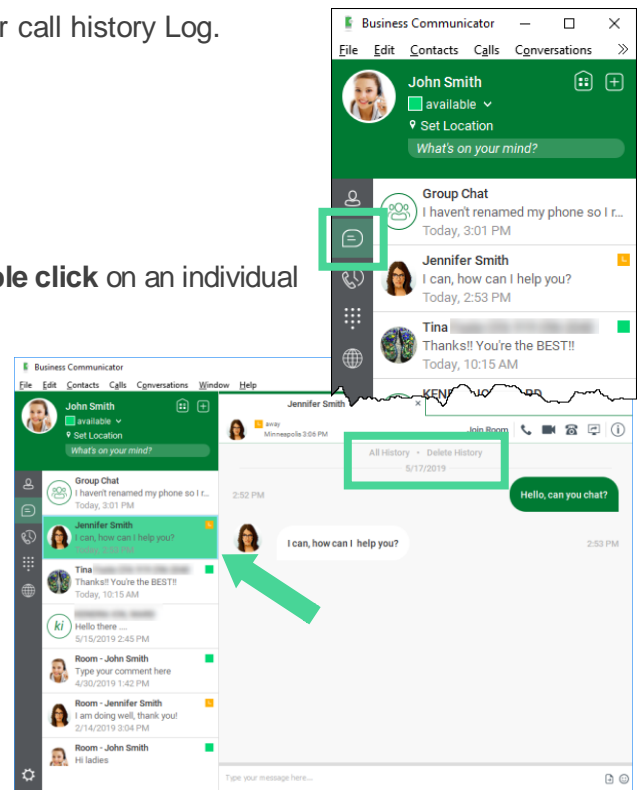 r call history Log.
Business Communicator
File Edit Contacts Calls Conversations »
John Smith
available
Set Location
What's on your mind?
Group Chat
I haven't renamed my phone so I r...
Today, 3:01 PM
Jennifer Smith
I can, how can I help you?
Today, 2:53 PM
Tina
Thanks!! You're the BEST!!
Today, 10:15 AM
ble click on an individual
Business Communicator
File Edit Contacts Calls Conversations Window Help
John Smith
available
Set Location
What's on your mind?
Group Chat
I haven't renamed my phone so I r...
Today, 3:01 PM
Jennifer Smith
I can, how can I help you?
Today, 2:53 PM
Tina
Thanks!! You're the BEST!!
Today, 10:15 AM
ki
Hello there ....
5/15/2019 2:45 PM
Room - John Smith
Type your comment here
4/30/2019 1:42 PM
Room - Jennifer Smith
I am doing well, thank you!
2/14/2019 3:04 PM
Room - John Smith
Hi ladies
Jennifer Smith
away
Minneapolis 3:06 PM
Join Room
All History • Delete History
5/17/2019
2:52 PM
Hello, can you chat?
I can, how can I help you?
2:53 PM
Type your message here...